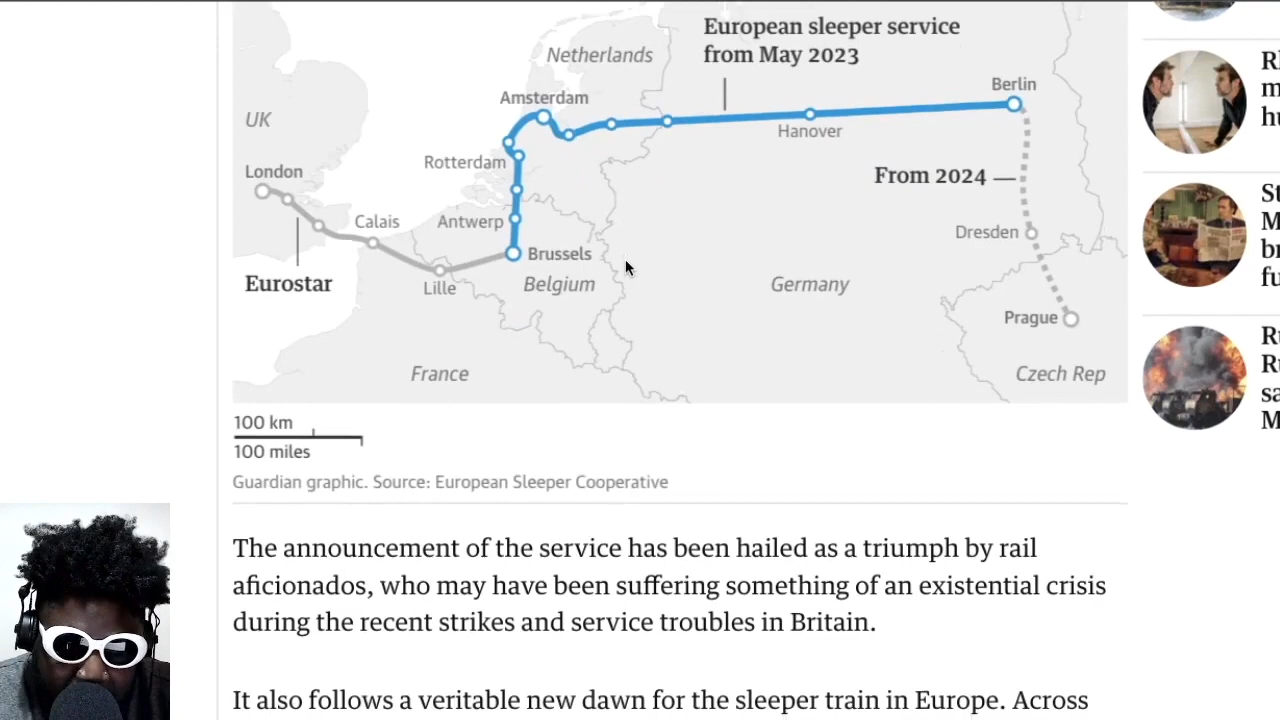 European sleeper service
from May 2023
Netherlands
Amsterdam
Berlin
UK
Hanover
Rotterdam
London
From 2024
Calais
Antwerp
Dresden
Brussels
Eurostar
Lille
Belgium
Germany
Prague
France
Czech Rep
100 km
100 miles
Guardian graphic. Source: European Sleeper Cooperative
The announcement of the service has been hailed as a triumph by rail
aficionados, who may have been suffering something of an existential crisis
during the recent strikes and service troubles in Britain.
It also follows a veritable new dawn for the sleeper train in Europe. Across